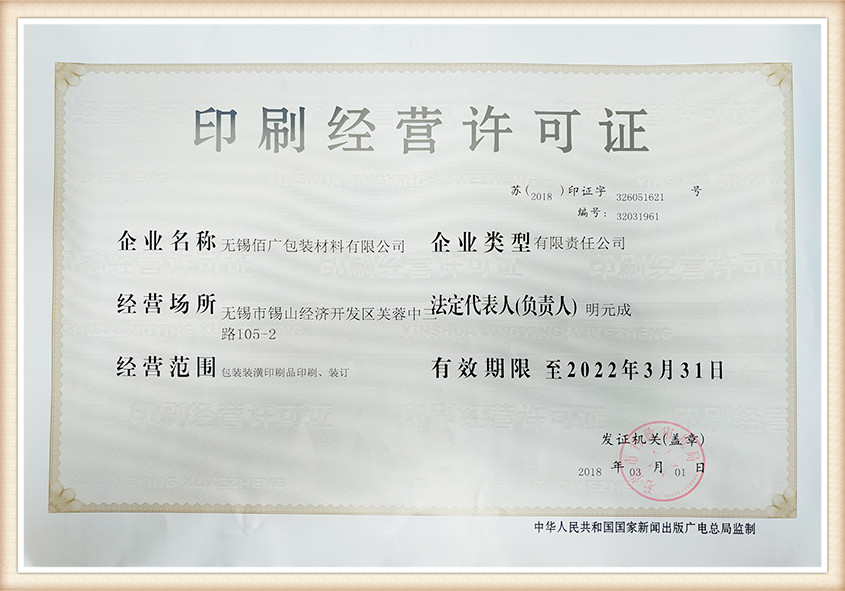 印刷经营许可证
苏(2018)印证字 326051621 号
编号: 32031961
企业名称 无锡佰广包装材料有限公司 企业类型 有限责任公司
经营场所 无锡市锡山经济开发区芙蓉中三 法定代表人(负责人) 明元成
路105-2
经营范围 包装装潢印刷品印刷、装订 有效期限 至2022年3月31日
发证机关(盖章)
2018 年 03 月 01 日
中华人民共和国国家新闻出版广电总局监制